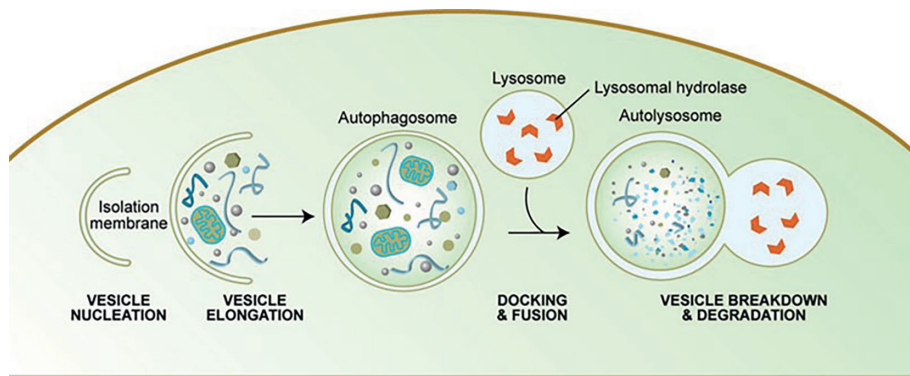 Lysosome
Lysosomal hydrolase
Autophagosome
Autolysosome
Isolation
membrane
VESICLE
NUCLEATION
VESICLE
ELONGATION
DOCKING
& FUSION
VESICLE BREAKDOWN
& DEGRADATION